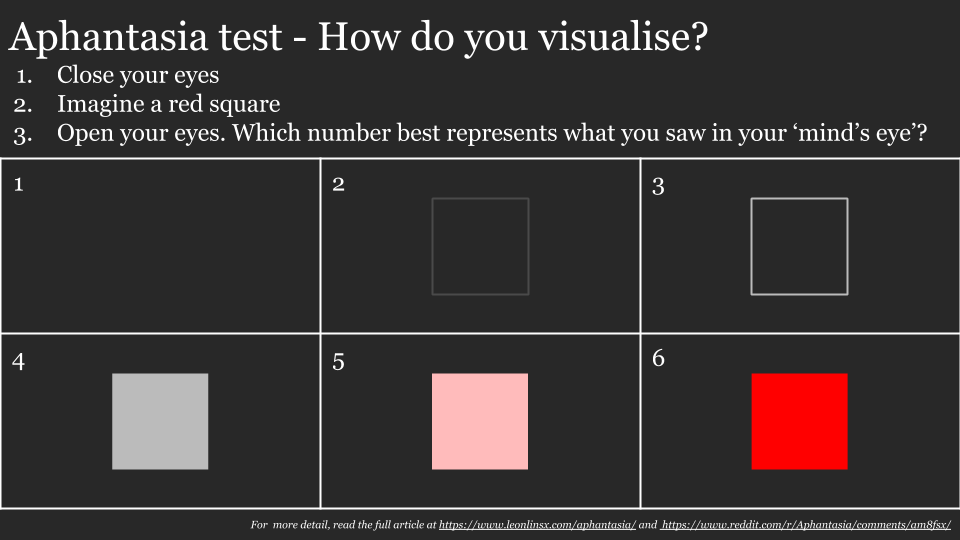 Aphantasia test - How do you visualise?
1. Close your eyes
2. Imagine a red square
3. Open your eyes. Which number best represents what you saw in your ‘mind’s eye’?
1
2
3
4
5
6
For more detail, read the full article at https://www.leonlinsx.com/aphantasia/ and https://www.reddit.com/r/Aphantasia/comments/am8fsx/